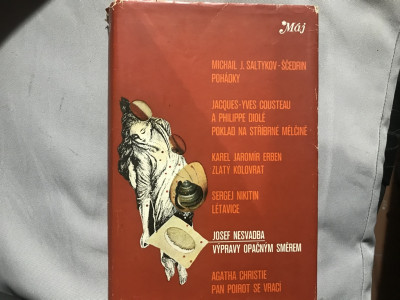 Máj
MICHAIL J. SALTYKOV-ŠČEDRIN
POHÁDKY
JACQUES-YVES COUSTEAU
A PHILIPPE DIOLÉ
POKLAD NA STŘÍBRNÉ MĚLČINĚ
KAREL JAROMÍR ERBEN
ZLATÝ KOLOVRAT
SERGEJ NIKITIN
LÉTAVICE
JOSEF NESVADBA
VÝPRAVY OPAČNÝM SMĚREM
AGATHA CHRISTIE
PAN POIROT SE VRACÍ